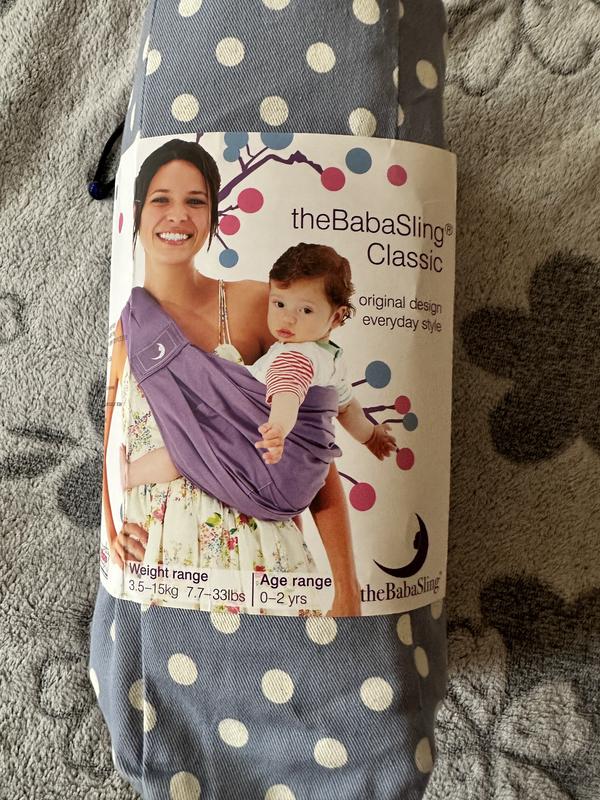 theBabaSling®
Classic
original design
everyday style
Weight range
3.5–15kg 7.7–33lbs
Age range
0–2 yrs
theBabaSling